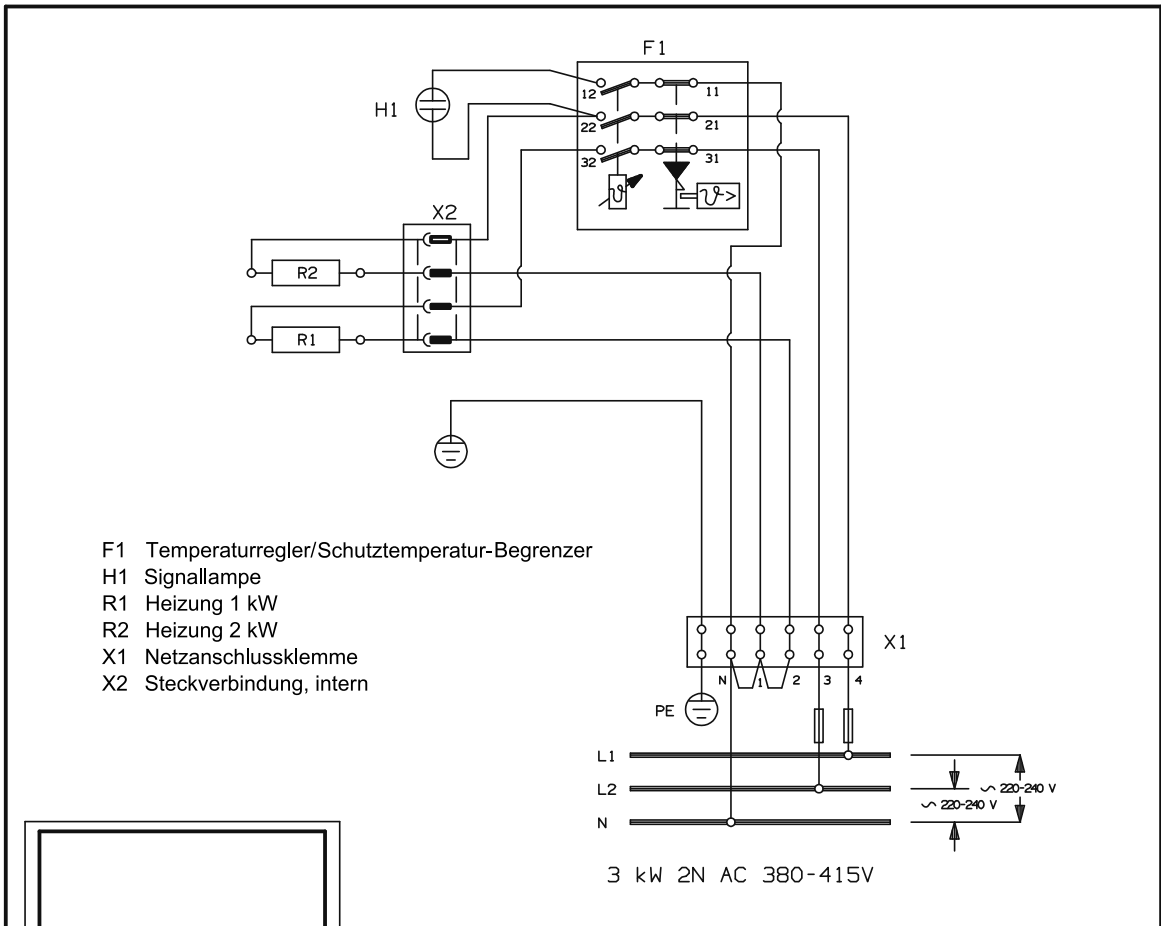 F1
H1
12
11
22
21
32
31
ϑ
ϑ>
X2
R2
R1
F1 Temperaturregler/Schutztemperatur-Begrenzer
H1 Signallampe
R1 Heizung 1 kW
R2 Heizung 2 kW
X1 Netzanschlussklemme
X2 Steckverbindung, intern
X1
N 1 2 3 4
PE
L1
L2
N
~ 220-240 V
~ 220-240 V
3 kW 2N AC 380-415V